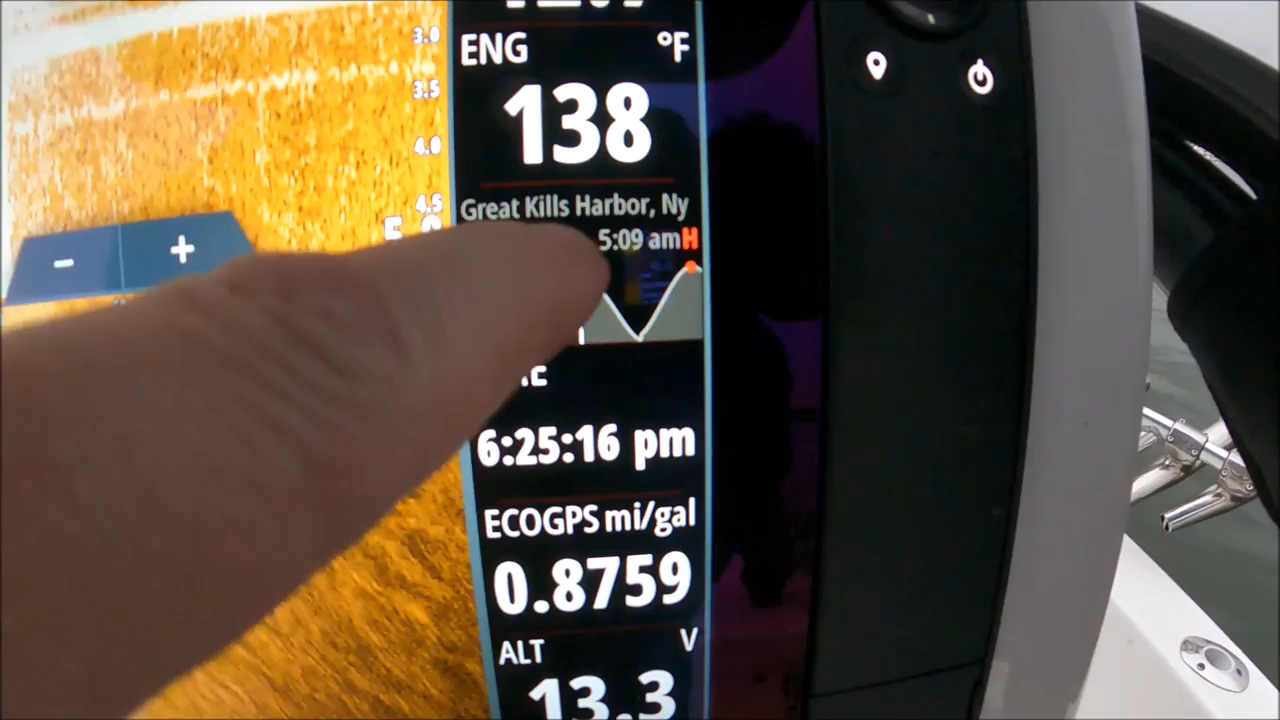 3.0
ENG °F
3.5
138
4.0
4.5
Great Kills Harbor, Ny
5:09 am H
- +
6:25:16 pm
ECOGPS mi/gal
0.8759
ALT V
13.3